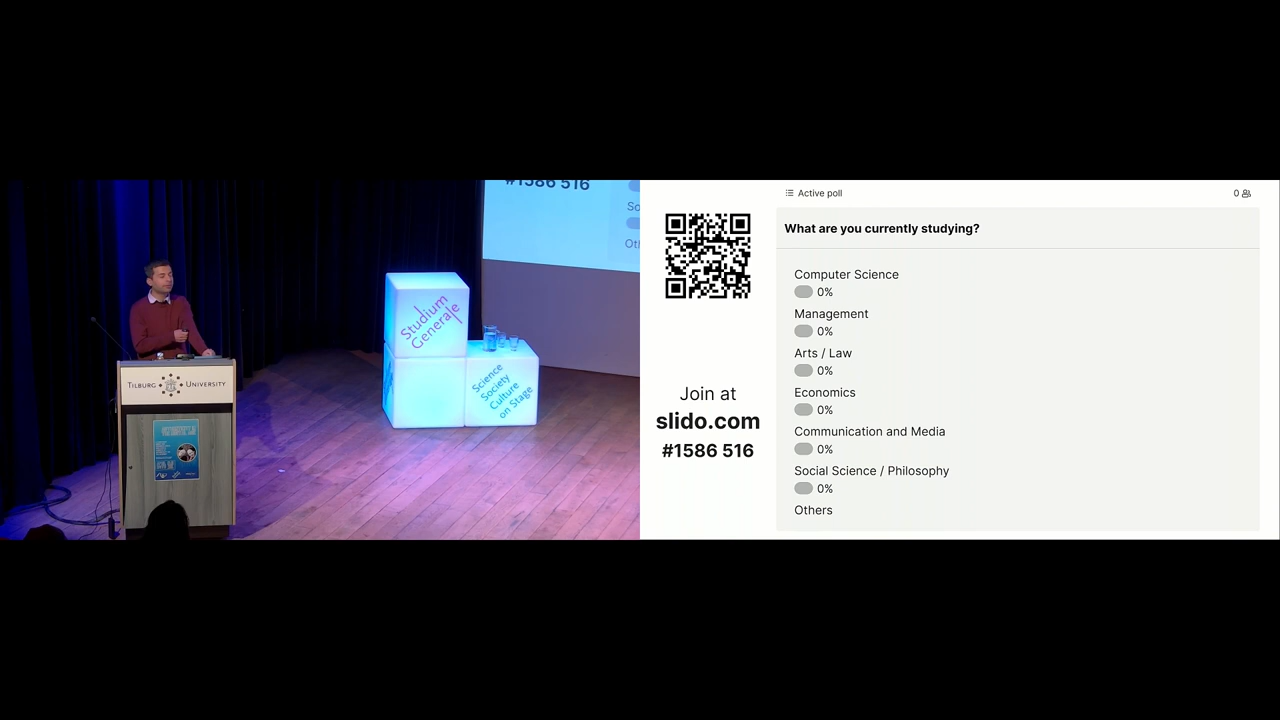 #1586 516
So
Oth
Studium
Generale
Science
Society
Culture
on Stage
TILBURG UNIVERSITY
Active poll
0
What are you currently studying?
Computer Science
0%
Management
0%
Arts / Law
0%
Economics
0%
Communication and Media
0%
Social Science / Philosophy
0%
Others
Join at
slido.com
#1586 516